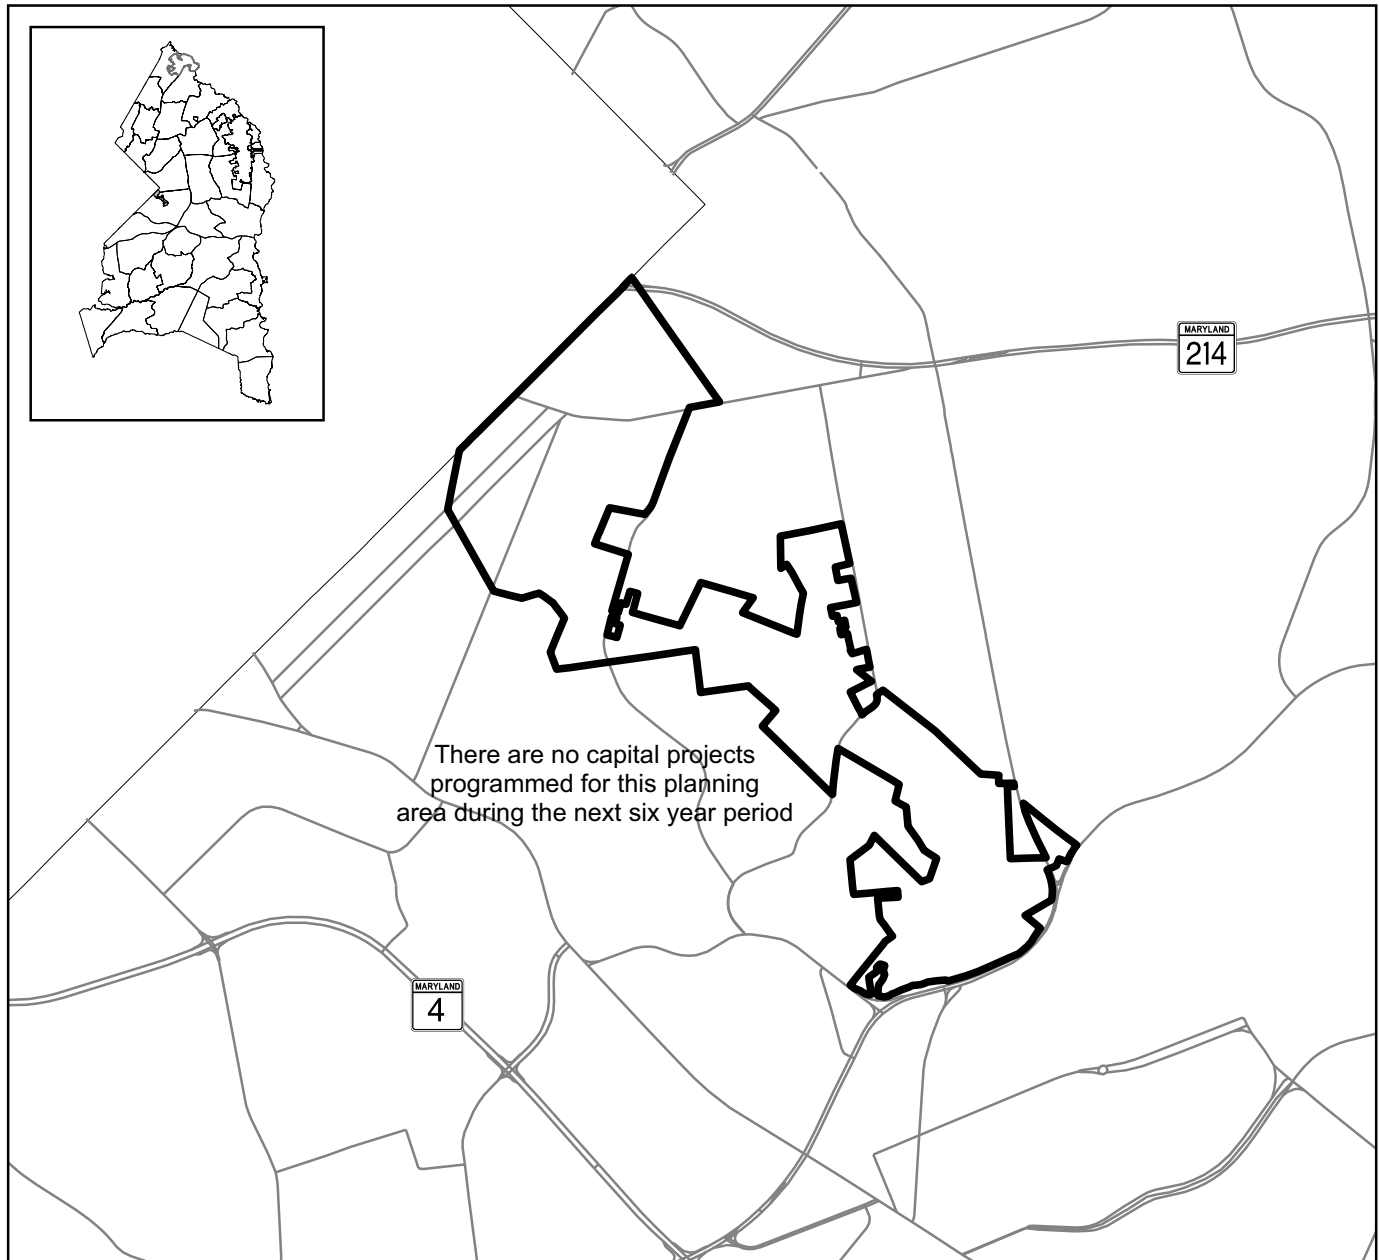 MARYLAND
214
There are no capital projects
programmed for this planning
area during the next six year period
MARYLAND
4